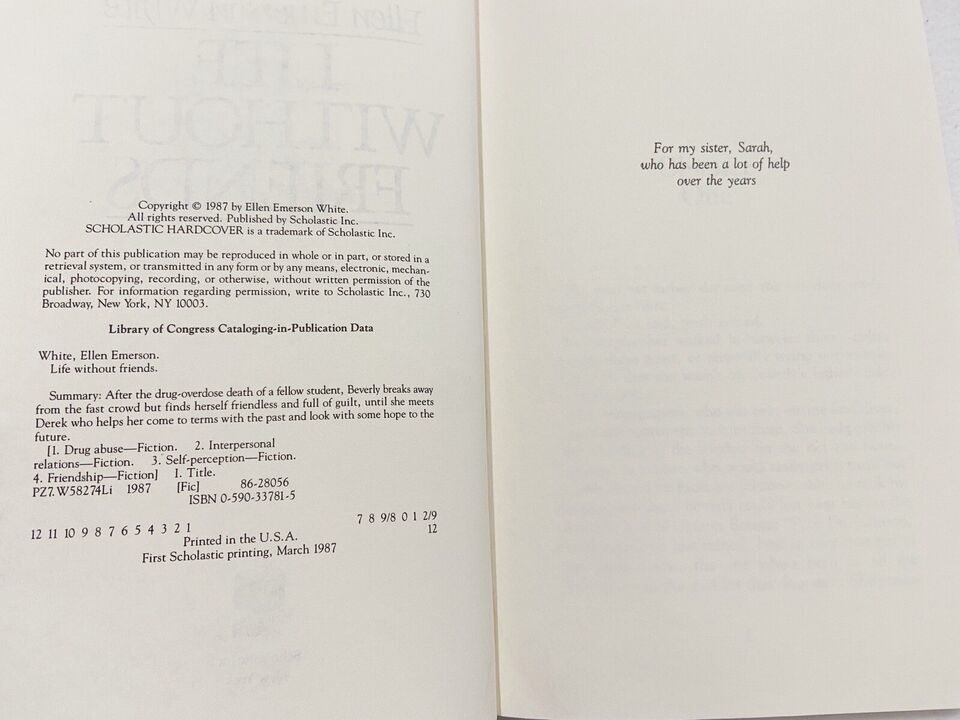 Copyright © 1987 by Ellen Emerson White.
All rights reserved. Published by Scholastic Inc.
SCHOLASTIC HARDCOVER is a trademark of Scholastic Inc.
No part of this publication may be reproduced in whole or in part, or stored in a
retrieval system, or transmitted in any form or by any means, electronic, mechan-
ical, photocopying, recording, or otherwise, without written permission of the
publisher. For information regarding permission, write to Scholastic Inc., 730
Broadway, New York, NY 10003.
Library of Congress Cataloging-in-Publication Data
White, Ellen Emerson.
Life without friends.
Summary: After the drug-overdose death of a fellow student, Beverly breaks away
from the fast crowd but finds herself friendless and full of guilt, until she meets
Derek who helps her come to terms with the past and look with some hope to the
future.
[1. Drug abuse—Fiction. 2. Interpersonal
relations—Fiction. 3. Self-perception—Fiction.
4. Friendship—Fiction] I. Title.
PZ7.W58274Li 1987 [Fic] 86-28056
ISBN 0-590-33781-5
12 11 10 9 8 7 6 5 4 3 2 1 7 8 9/8 0 1 2/9
Printed in the U.S.A. 12
First Scholastic printing, March 1987
For my sister, Sarah,
who has been a lot of help
over the years